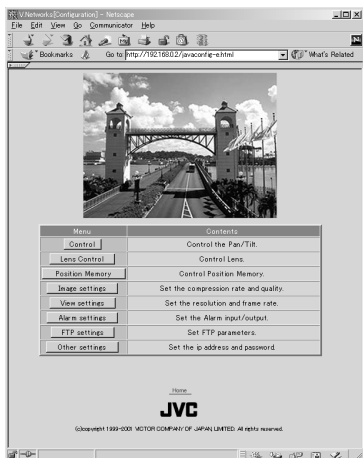 V.Networks[Configuration] - Netscape
File Edit View Go Communicator Help
Bookmarks Go to: http://192.168.0.2/javaconfig-e.html What's Related
Menu Contents
Control Control the Pan/Tilt.
Lens Control Control Lens.
Position Memory Control Position Memory.
Image settings Set the compression rate and quality.
View settings Set the resolution and frame rate.
Alarm settings Set the Alarm input/output.
FTP settings Set FTP parameters.
Other settings Set the ip address and password.
Home
JVC
(c)copyright 1999-2001 VICTOR COMPANY OF JAPAN, LIMITED. All rights reserved.